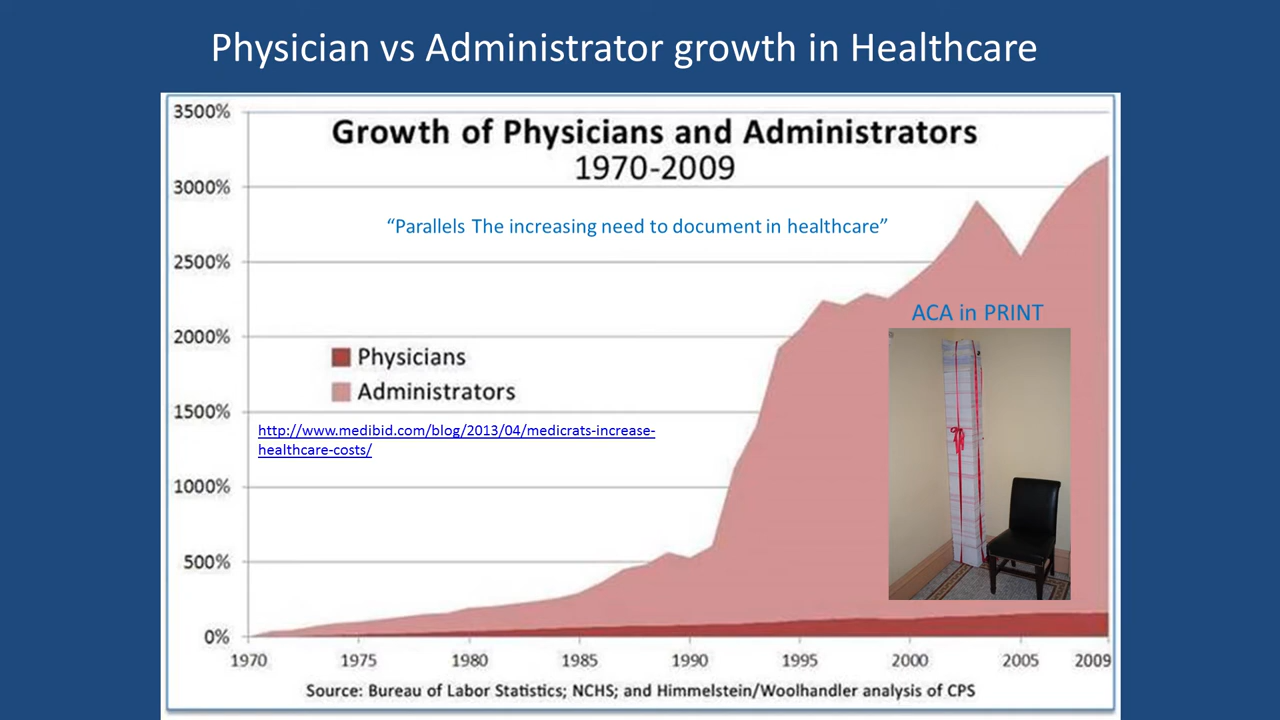 Physician vs Administrator growth in Healthcare
3500%
Growth of Physicians and Administrators
1970-2009
3000%
“Parallels The increasing need to document in healthcare”
2500%
ACA in PRINT
2000%
Physicians
Administrators
1500%
http://www.medibid.com/blog/2013/04/medicrats-increase-
healthcare-costs/
1000%
500%
0%
1970 1975 1980 1985 1990 1995 2000 2005 2009
Source: Bureau of Labor Statistics; NCHS; and Himmelstein/Woolhandler analysis of CPS